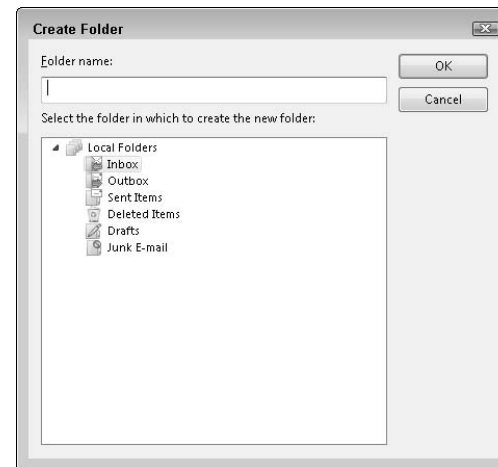 Create Folder
Folder name:
OK
Cancel
Select the folder in which to create the new folder:
Local Folders
Inbox
Outbox
Sent Items
Deleted Items
Drafts
Junk E-mail